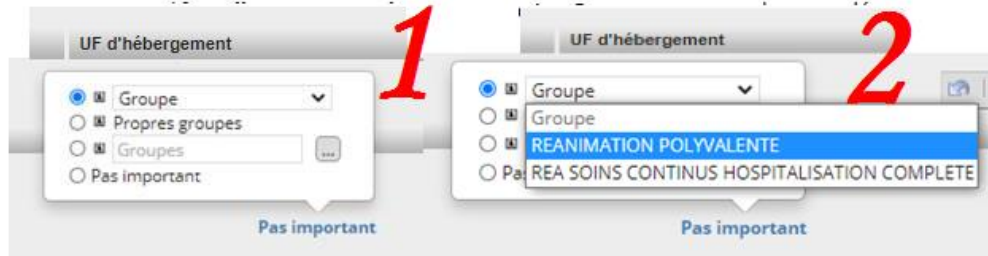 UF d'hébergement
1
Groupe
Propres groupes
Groupes
...
Pas important
Pas important
UF d'hébergement
2
Groupe
Groupe
REANIMATION POLYVALENTE
Pa REA SOINS CONTINUS HOSPITALISATION COMPLETE
Pas important